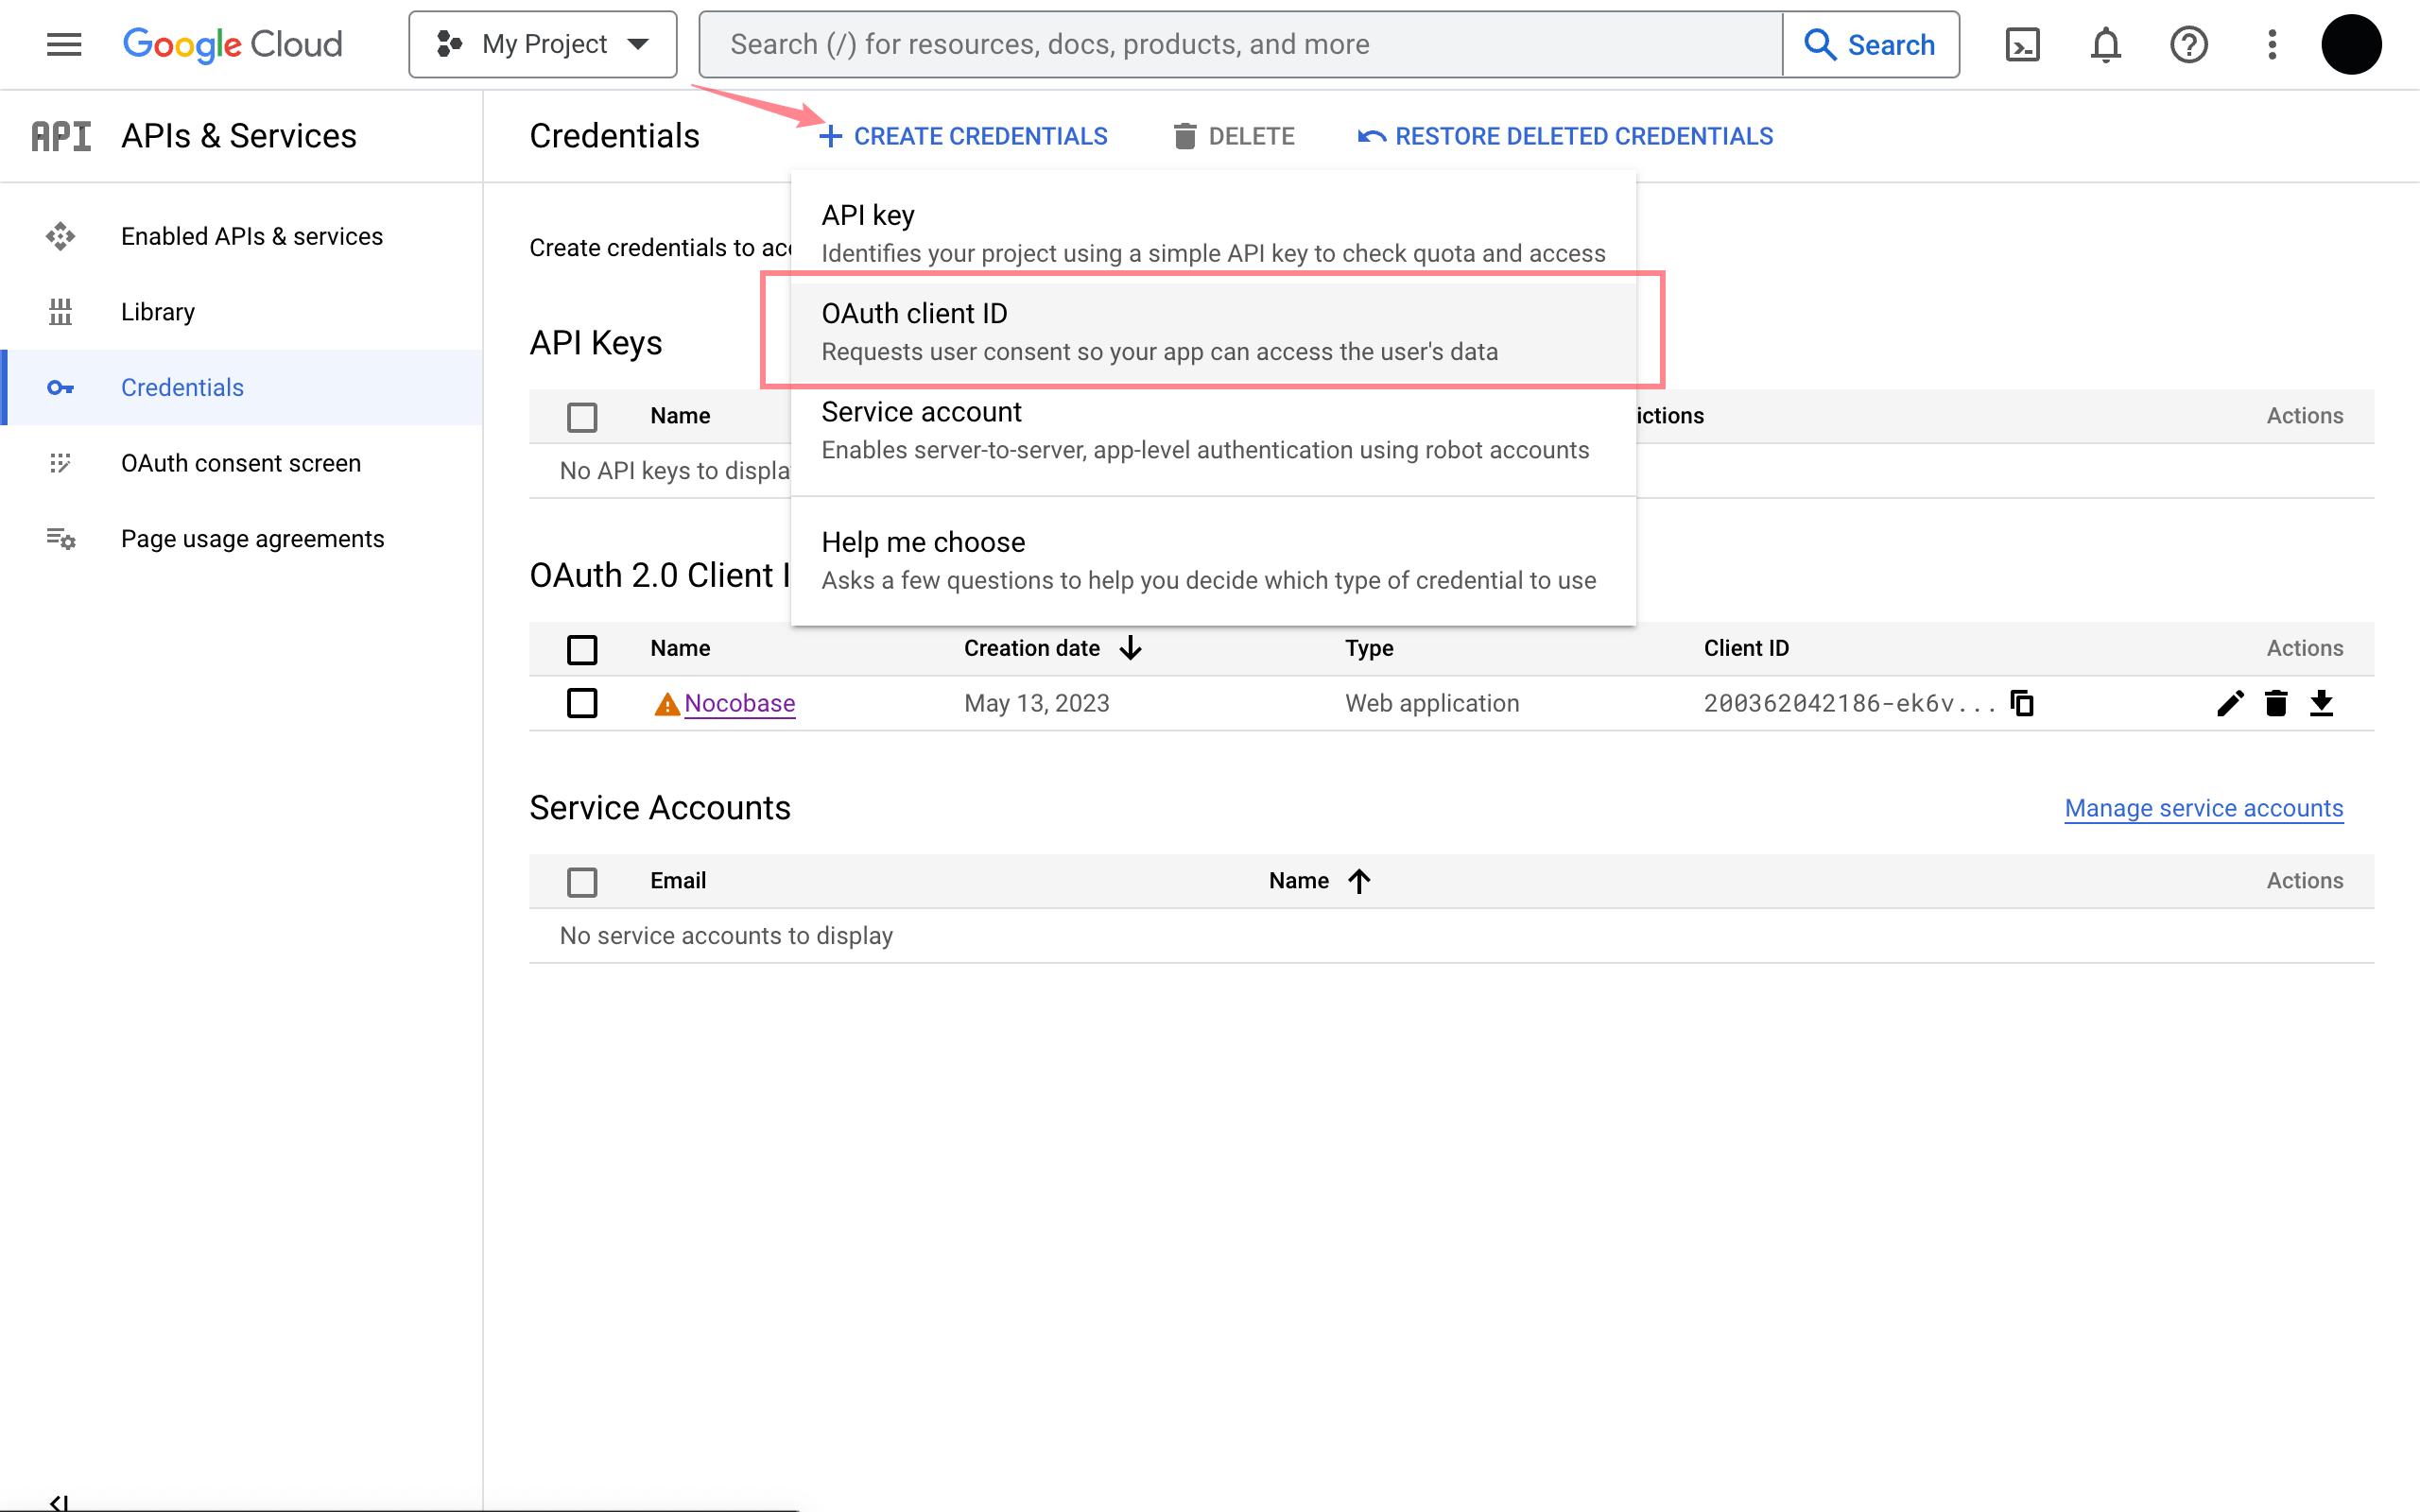 Google Cloud
My Project
Search (/) for resources, docs, products, and more
Search
API APIs & Services
Credentials
CREATE CREDENTIALS
DELETE
RESTORE DELETED CREDENTIALS
Enabled APIs & services
Library
Credentials
OAuth consent screen
Page usage agreements
Create credentials to acc
API key
Identifies your project using a simple API key to check quota and access
OAuth client ID
Requests user consent so your app can access the user's data
Service account
Enables server-to-server, app-level authentication using robot accounts
Help me choose
Asks a few questions to help you decide which type of credential to use
API Keys
Name ictions Actions
No API keys to displa
OAuth 2.0 Client I
Name Creation date Type Client ID Actions
Nocobase May 13, 2023 Web application 200362042186-ek6v...
Service Accounts
Manage service accounts
Email Name Actions
No service accounts to display